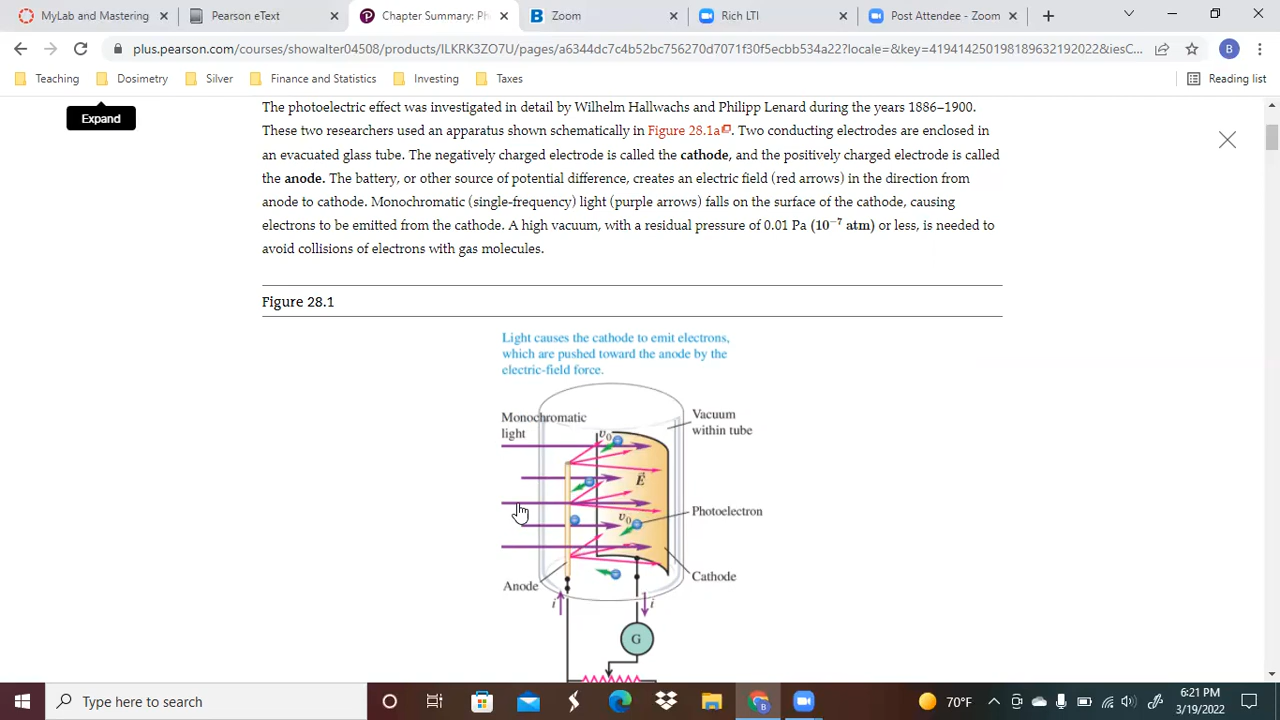 MyLab and Mastering
Pearson eText
Chapter Summary: Ph
Zoom
Rich LTI
Post Attendee - Zoom
plus.pearson.com/courses/showalter04508/products/ILKRK3ZO7U/pages/a6344dc7c4b52bc756270d7071f30f5ecbb534a22?locale=&key=419414250198189632192022&iesC...
B
Teaching
Dosimetry
Silver
Finance and Statistics
Investing
Taxes
Reading list
Expand
The photoelectric effect was investigated in detail by Wilhelm Hallwachs and Philipp Lenard during the years 1886–1900.
These two researchers used an apparatus shown schematically in Figure 28.1a. Two conducting electrodes are enclosed in
an evacuated glass tube. The negatively charged electrode is called the cathode, and the positively charged electrode is called
the anode. The battery, or other source of potential difference, creates an electric field (red arrows) in the direction from
anode to cathode. Monochromatic (single-frequency) light (purple arrows) falls on the surface of the cathode, causing
electrons to be emitted from the cathode. A high vacuum, with a residual pressure of 0.01 Pa (10⁻⁷ atm) or less, is needed to
avoid collisions of electrons with gas molecules.
Figure 28.1
Light causes the cathode to emit electrons,
which are pushed toward the anode by the
electric-field force.
Monochromatic
light
Vacuum
within tube
v₀
E⃗
v₀
Photoelectron
Cathode
Anode
i
i
G
Type here to search
B
70°F
6:21 PM
3/19/2022